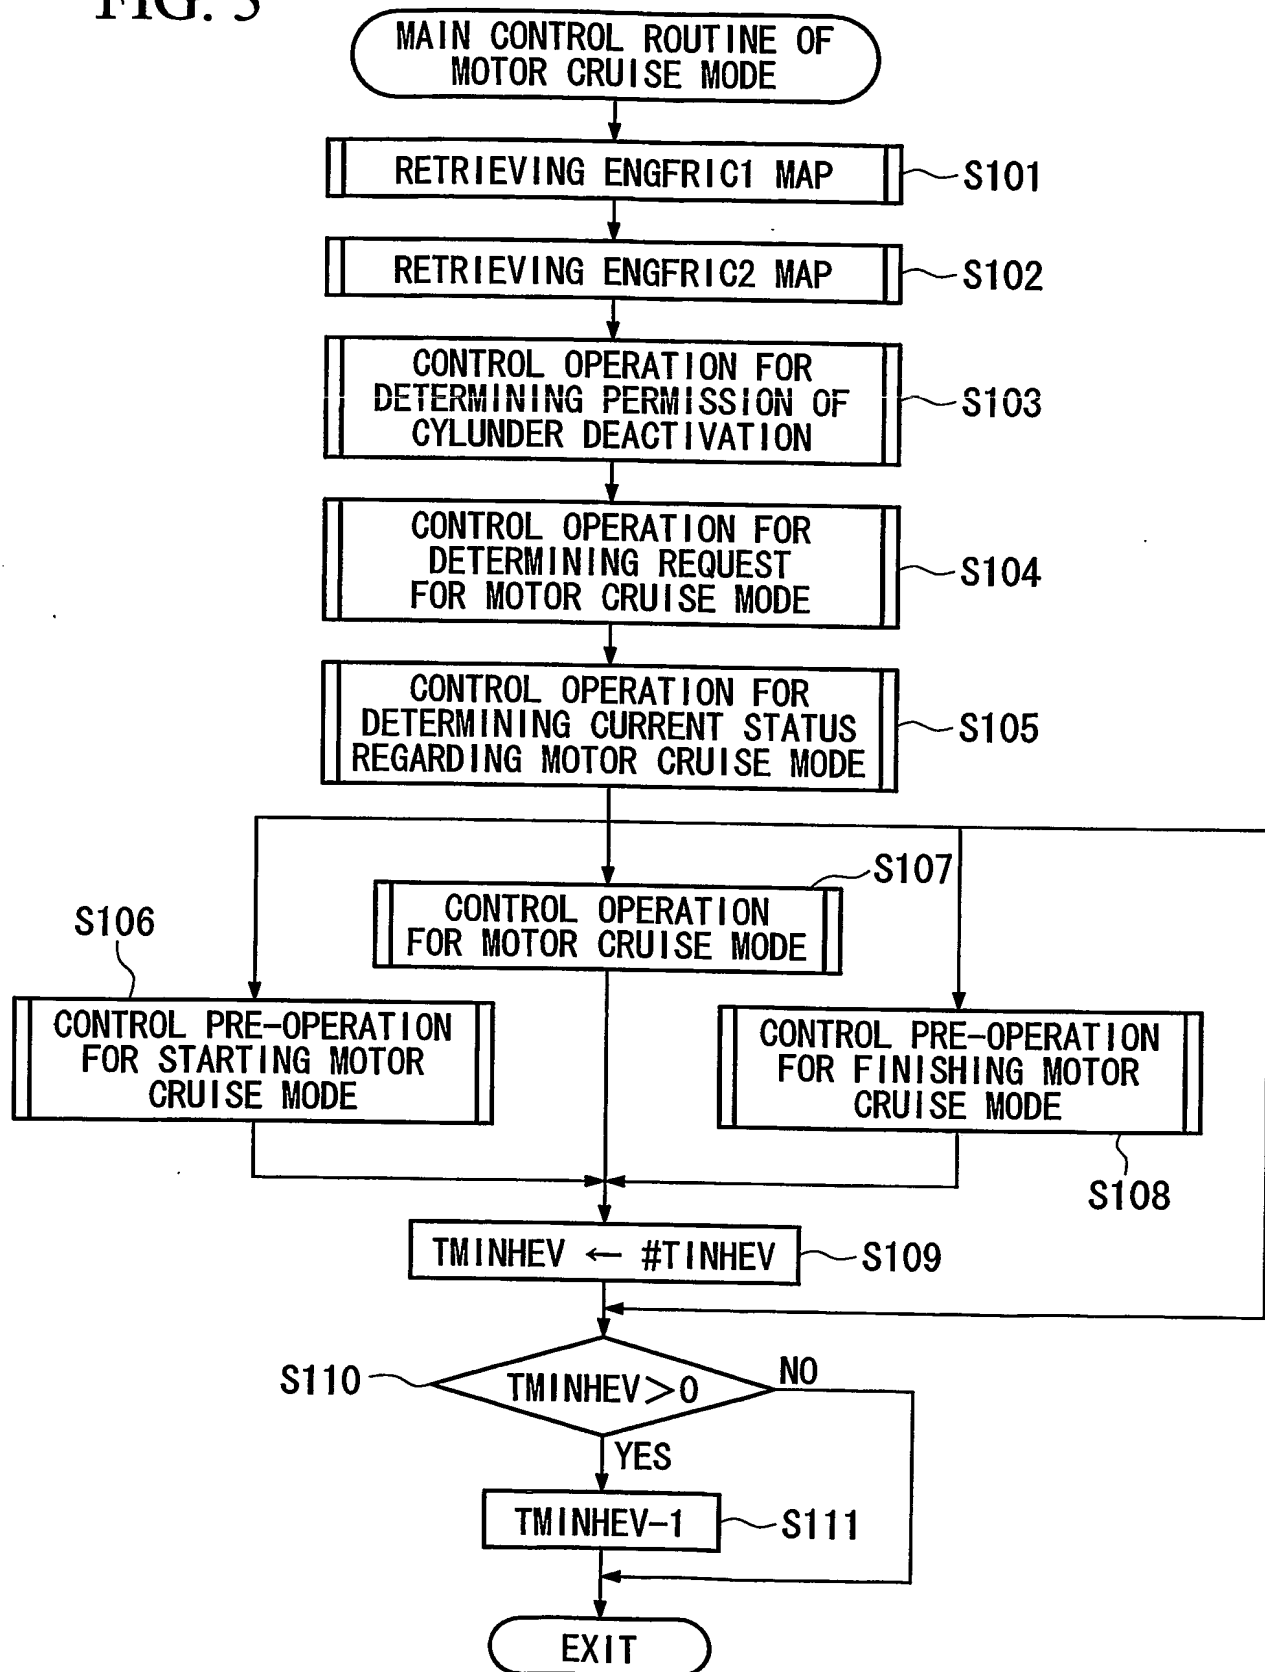 FIG. 5
MAIN CONTROL ROUTINE OF
MOTOR CRUISE MODE
RETRIEVING ENGFRIC1 MAP
S101
RETRIEVING ENGFRIC2 MAP
S102
CONTROL OPERATION FOR
DETERMINING PERMISSION OF
CYLUNDER DEACTIVATION
S103
CONTROL OPERATION FOR
DETERMINING REQUEST
FOR MOTOR CRUISE MODE
S104
CONTROL OPERATION FOR
DETERMINING CURRENT STATUS
REGARDING MOTOR CRUISE MODE
S105
S107
CONTROL OPERATION
FOR MOTOR CRUISE MODE
S106
CONTROL PRE-OPERATION
FOR STARTING MOTOR
CRUISE MODE
CONTROL PRE-OPERATION
FOR FINISHING MOTOR
CRUISE MODE
S108
TMINHEV ← #TINHEV
S109
S110
TMINHEV>0
NO
YES
TMINHEV-1
S111
EXIT